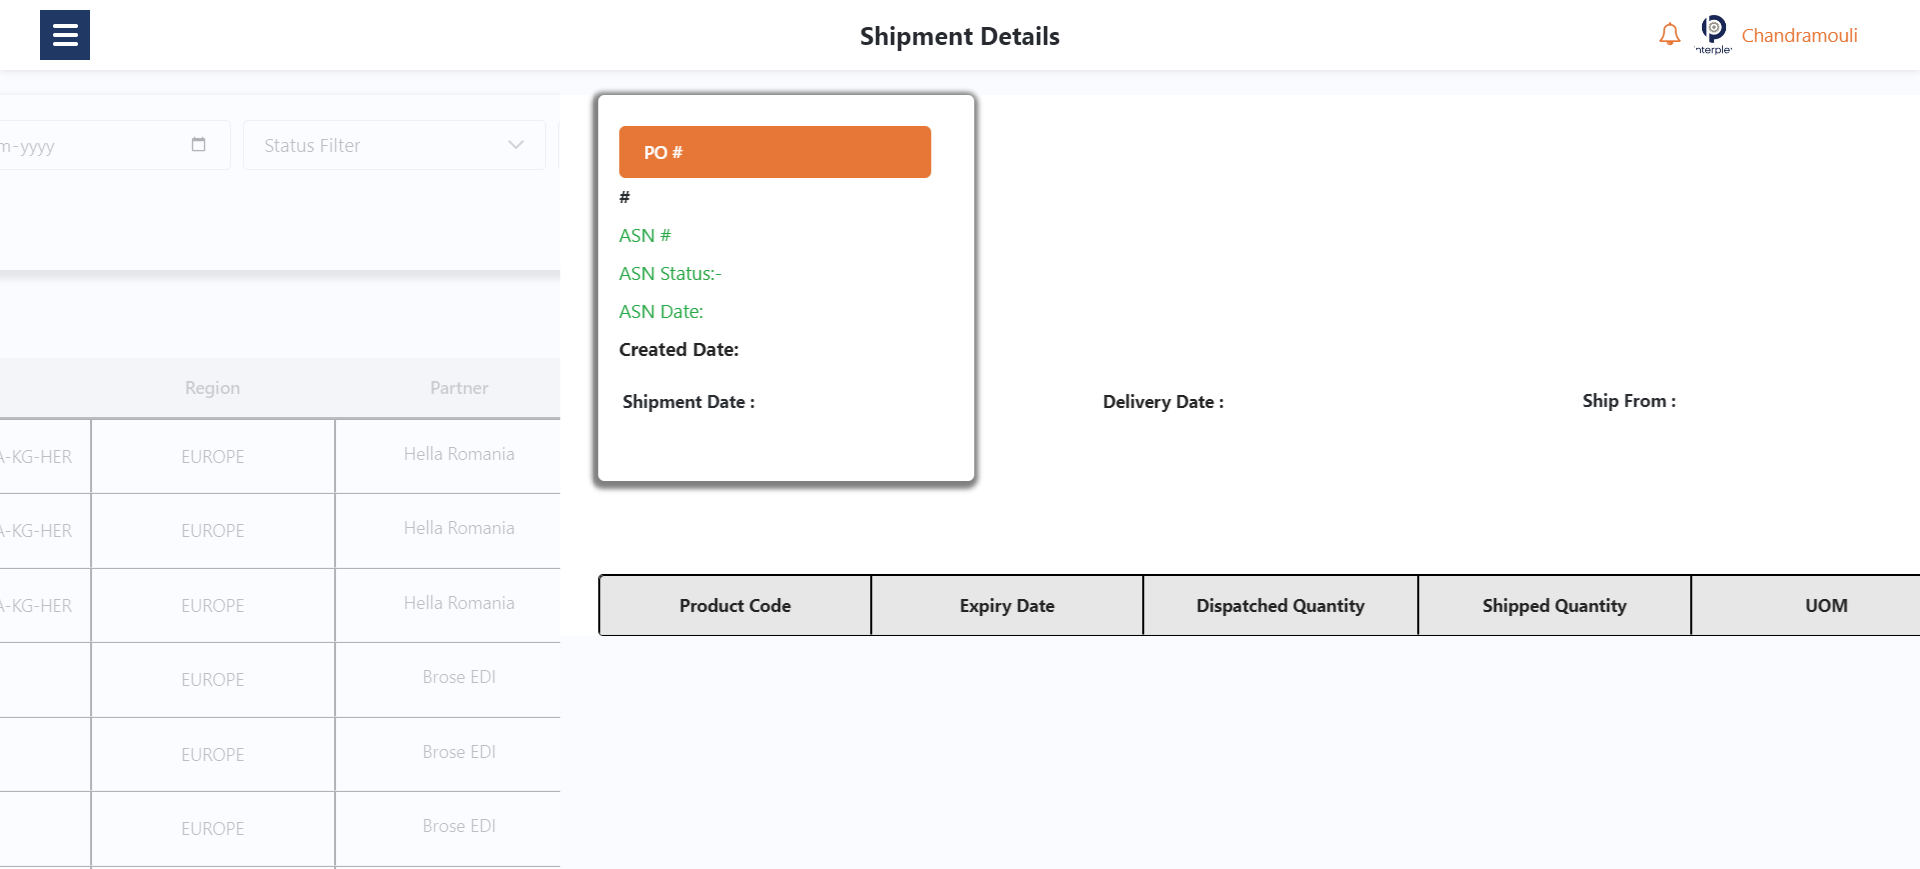 Shipment Details
nterple
Chandramouli
m-yyyy
Status Filter
PO #
#
ASN #
ASN Status:-
ASN Date:
Created Date:
Shipment Date :
Delivery Date :
Ship From :
Region
Partner
A-KG-HER
EUROPE
Hella Romania
A-KG-HER
EUROPE
Hella Romania
A-KG-HER
EUROPE
Hella Romania
EUROPE
Brose EDI
EUROPE
Brose EDI
EUROPE
Brose EDI
Product Code
Expiry Date
Dispatched Quantity
Shipped Quantity
UOM